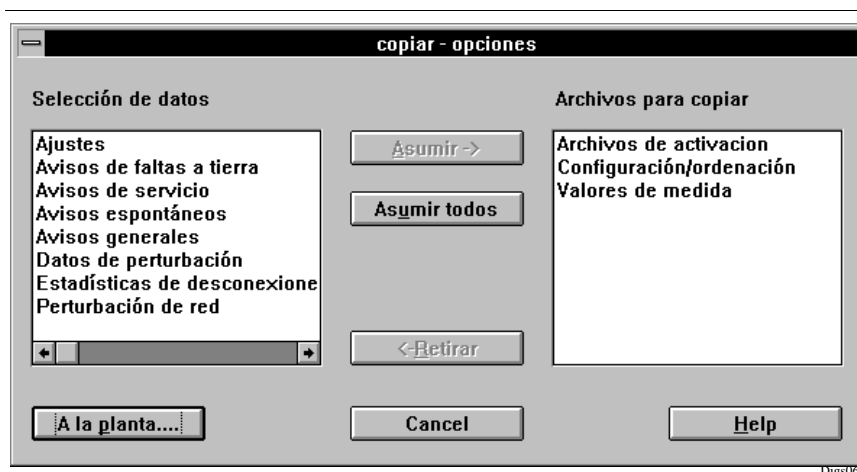 copiar - opciones
Selección de datos
Archivos para copiar
Ajustes
Avisos de faltas a tierra
Avisos de servicio
Avisos espontáneos
Avisos generales
Datos de perturbación
Estadísticas de desconexione
Perturbación de red
Asumir ->
Asumir todos
<-Retirar
Archivos de activacion
Configuración/ordenación
Valores de medida
A la planta....
Cancel
Help